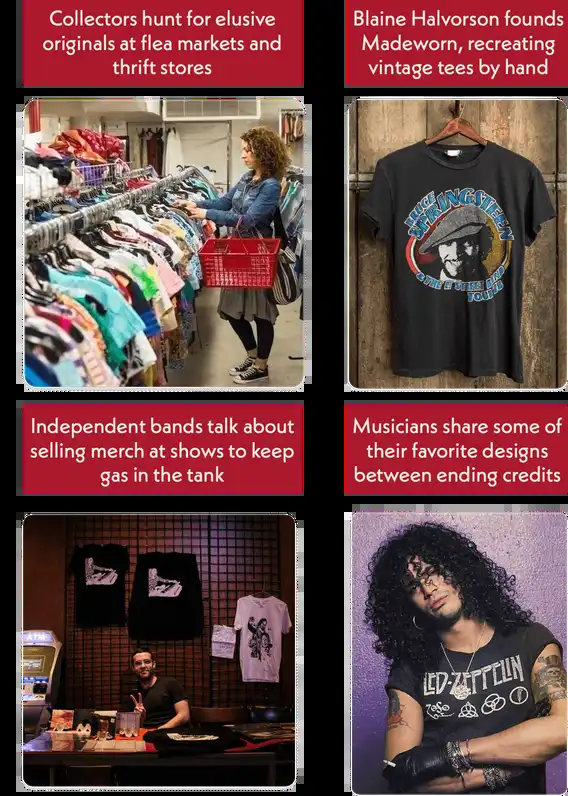 Collectors hunt for elusive
originals at flea markets and
thrift stores
Blaine Halvorson founds
Madeworn, recreating
vintage tees by hand
BRUCE
SPRINGSTEEN
& THE E STREET BAND
Independent bands talk about
selling merch at shows to keep
gas in the tank
Musicians share some of
their favorite designs
between ending credits
ATM
LED-ZEPPELIN